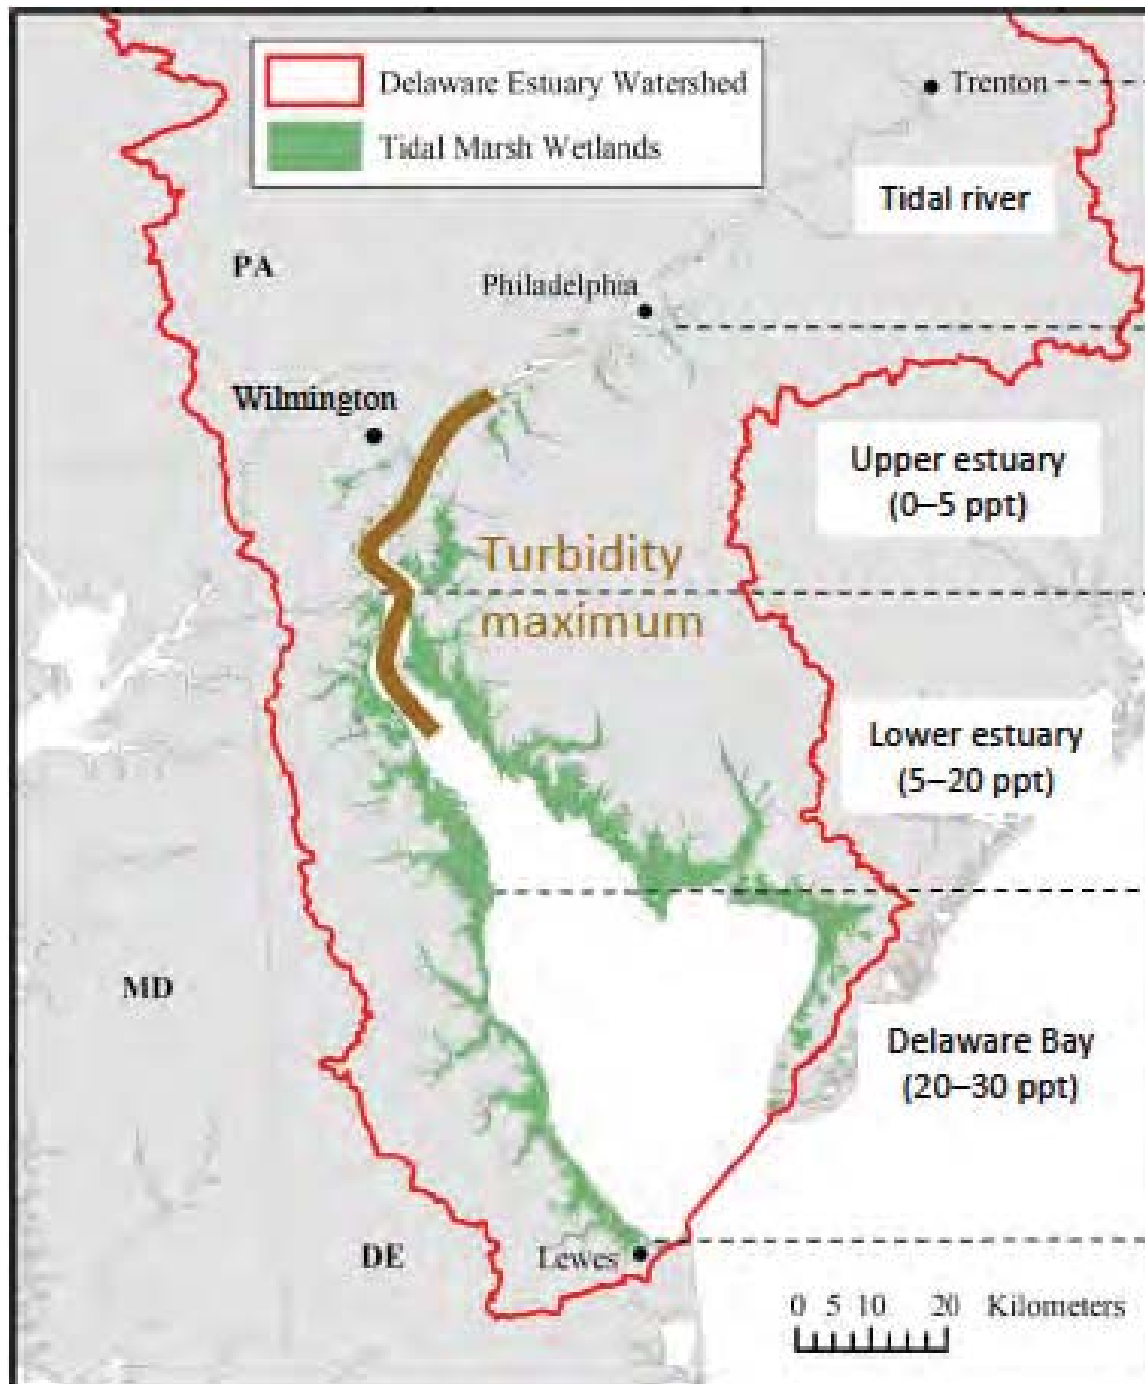 Delaware Estuary Watershed
Tidal Marsh Wetlands
Trenton
Tidal river
PA
Philadelphia
Wilmington
Upper estuary
(0–5 ppt)
Turbidity
maximum
Lower estuary
(5–20 ppt)
MD
Delaware Bay
(20–30 ppt)
DE
Lewes
0 5 10 20 Kilometers